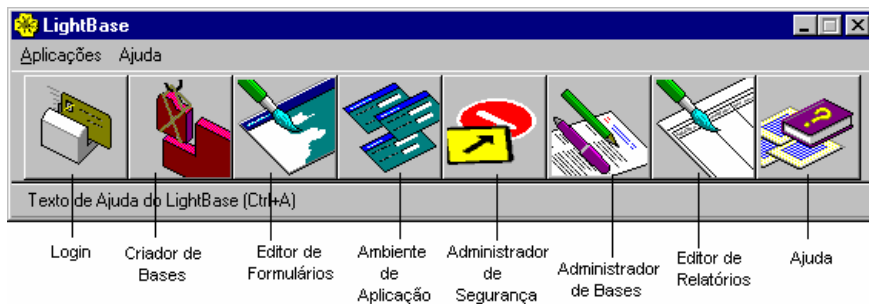 LightBase
Aplicações Ajuda
Texto de Ajuda do LightBase (Ctrl+A)
Login
Criador de
Bases
Editor de
Formulários
Ambiente
de
Aplicação
Administrador
de
Segurança
Administrador
de Bases
Editor de
Relatórios
Ajuda